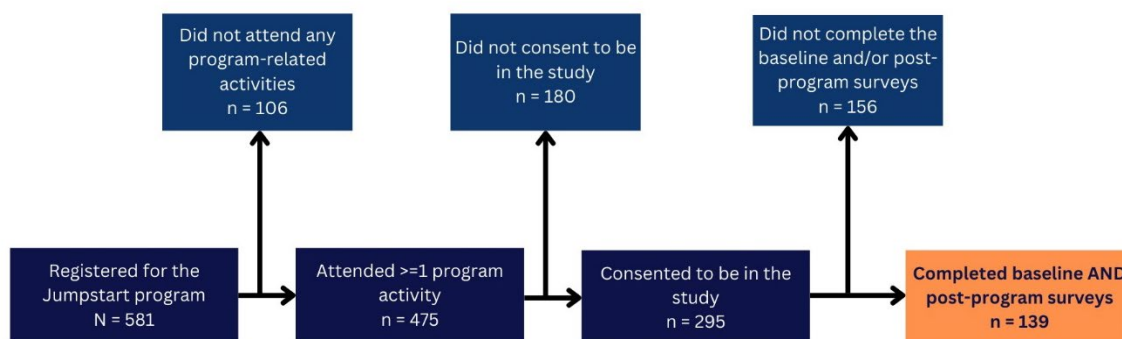 Did not attend any
program-related
activities
n = 106
Did not consent to be
in the study
n = 180
Did not complete the
baseline and/or post-
program surveys
n = 156
Registered for the
Jumpstart program
N = 581
Attended >=1 program
activity
n = 475
Consented to be in the
study
n = 295
Completed baseline AND
post-program surveys
n = 139